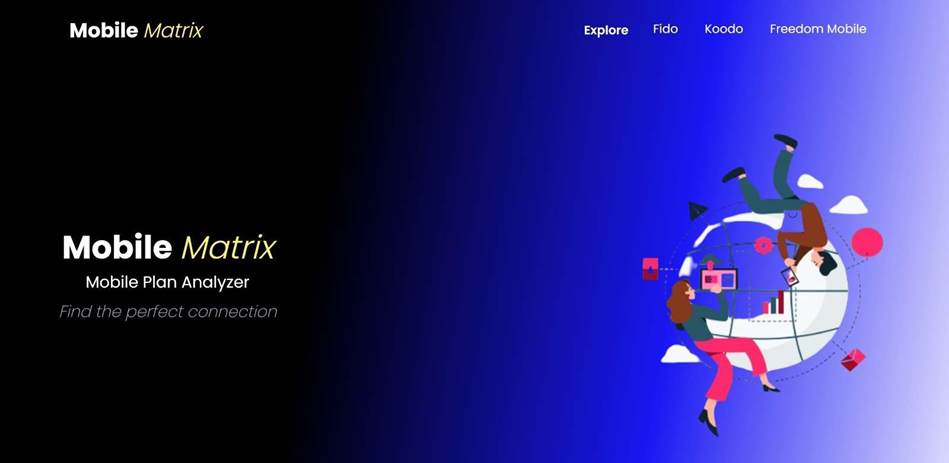 Mobile Matrix
Explore Fido Koodo Freedom Mobile
Mobile Matrix
Mobile Plan Analyzer
Find the perfect connection